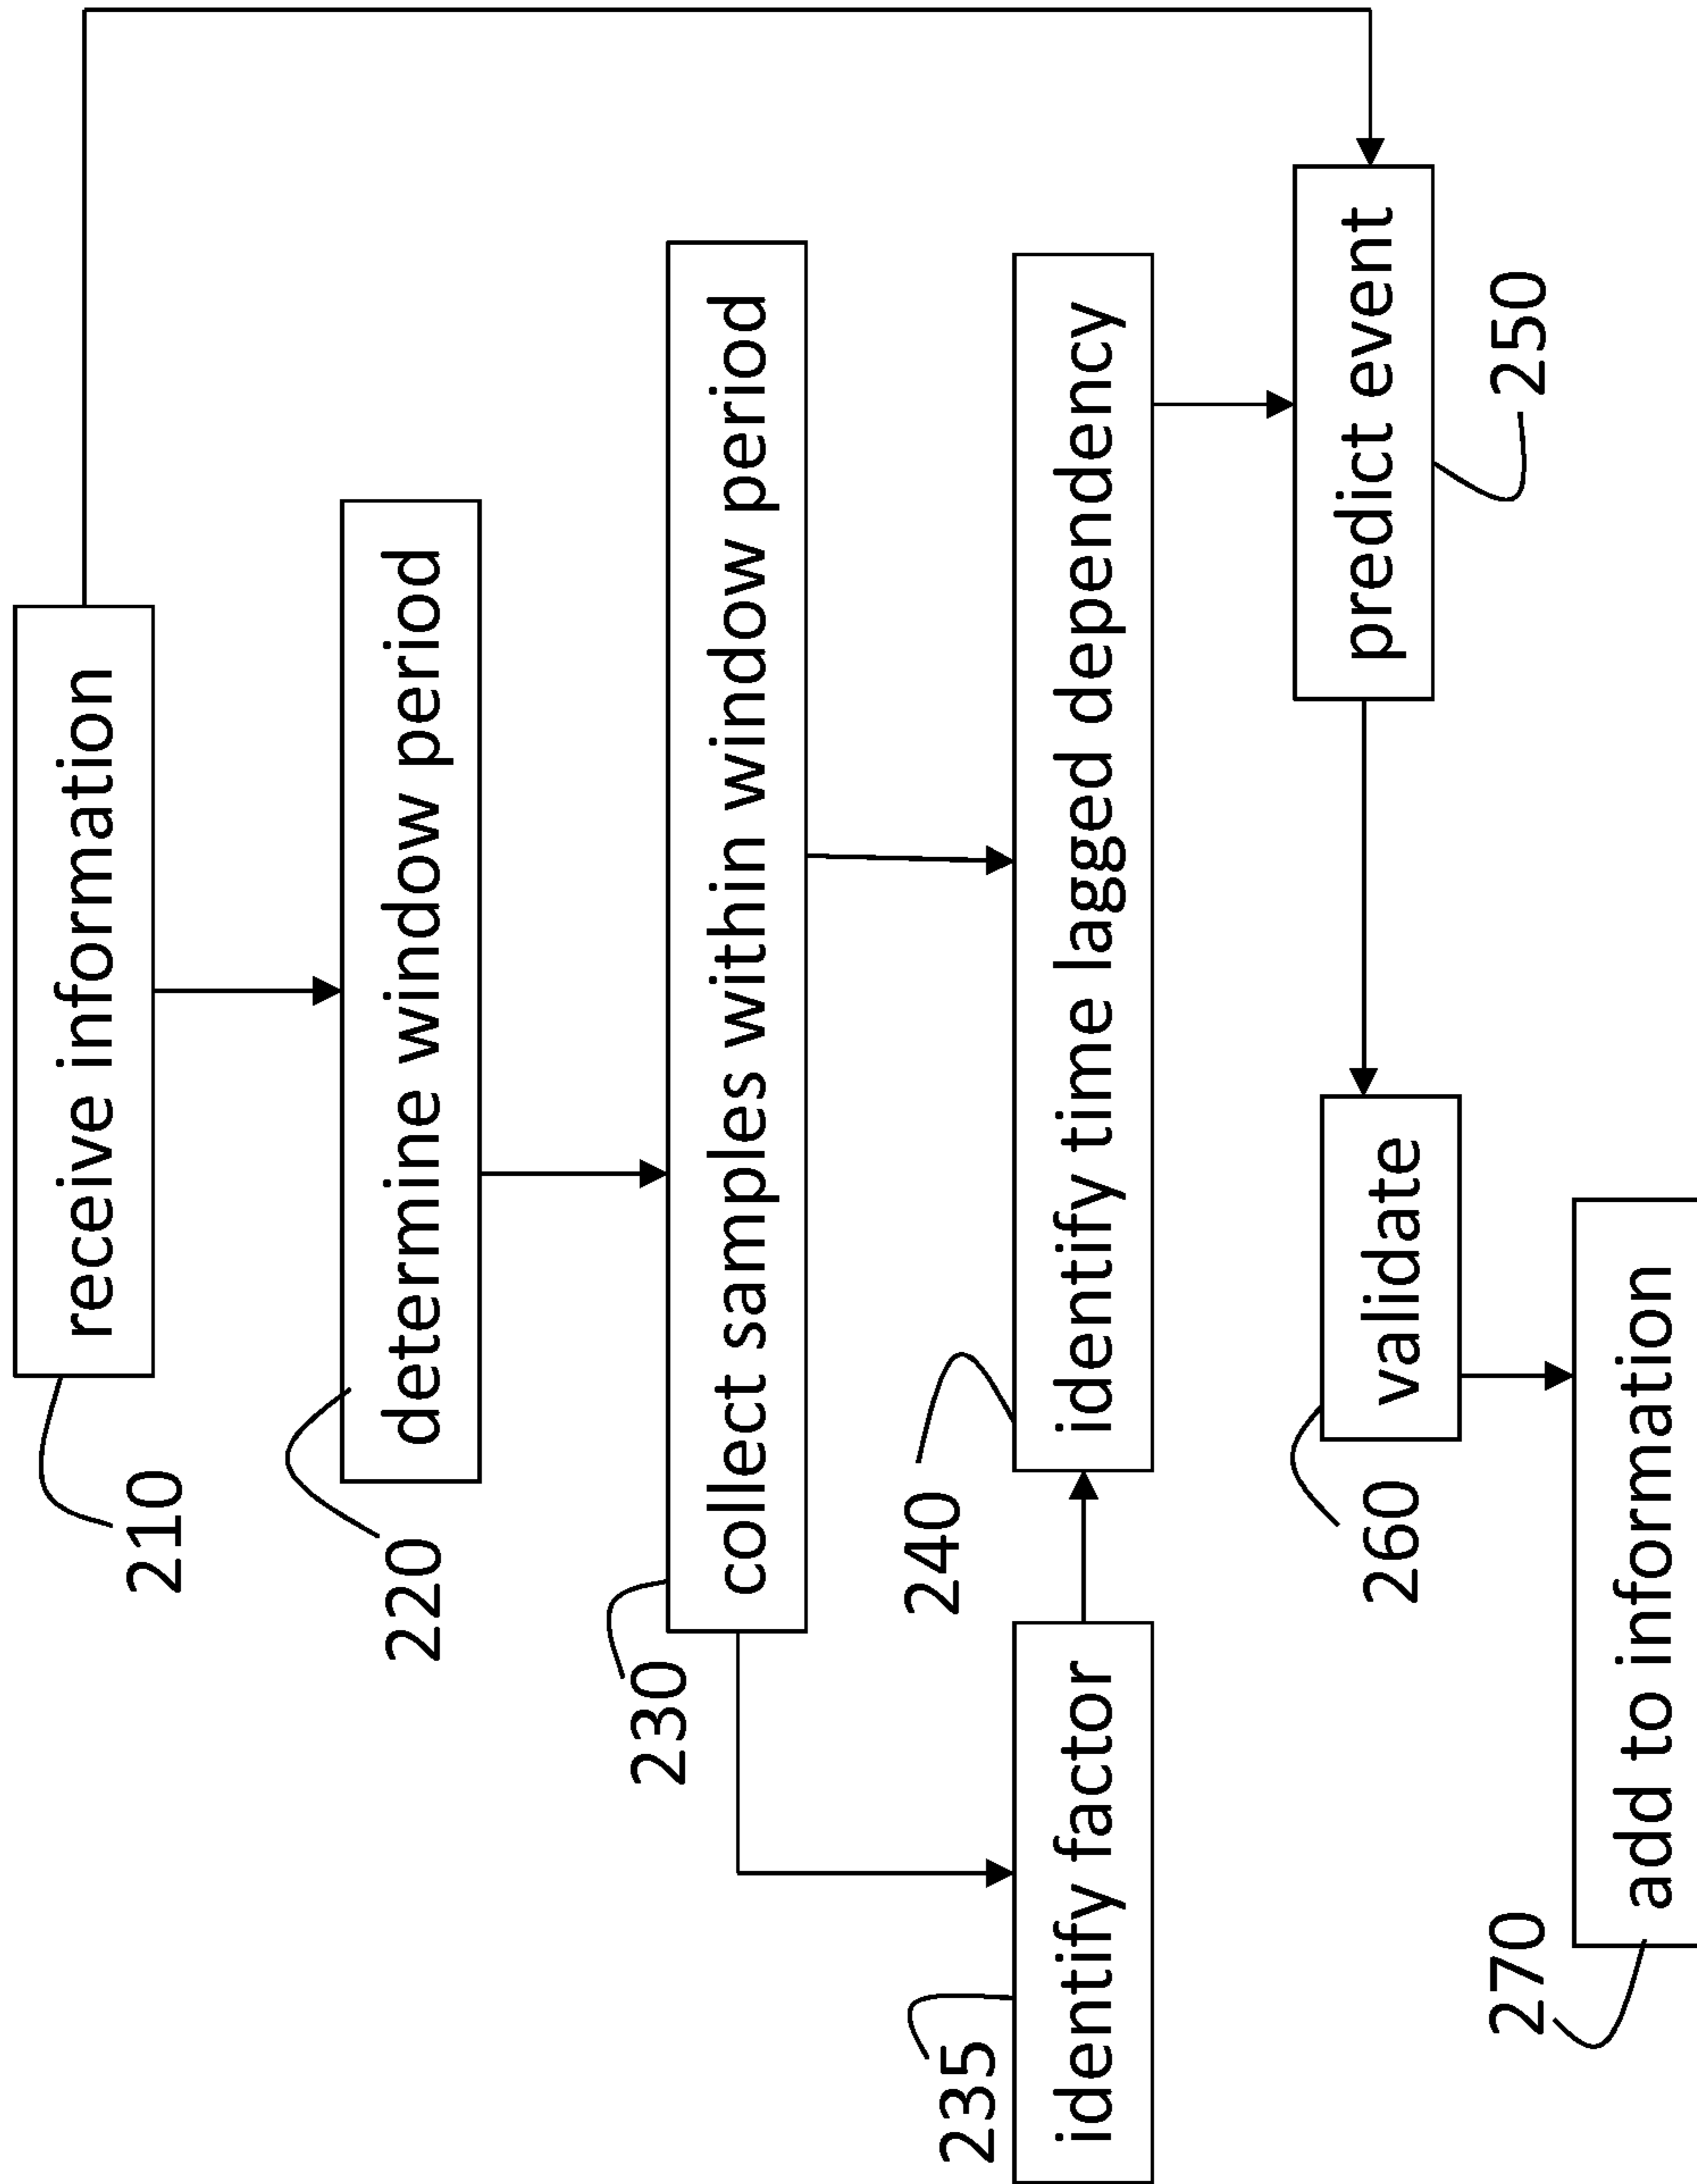 receive information
210
determine window period
220
collect samples within window period
230
identify factor
235
identify time lagged dependency
240
predict event
250
validate
260
add to information
270